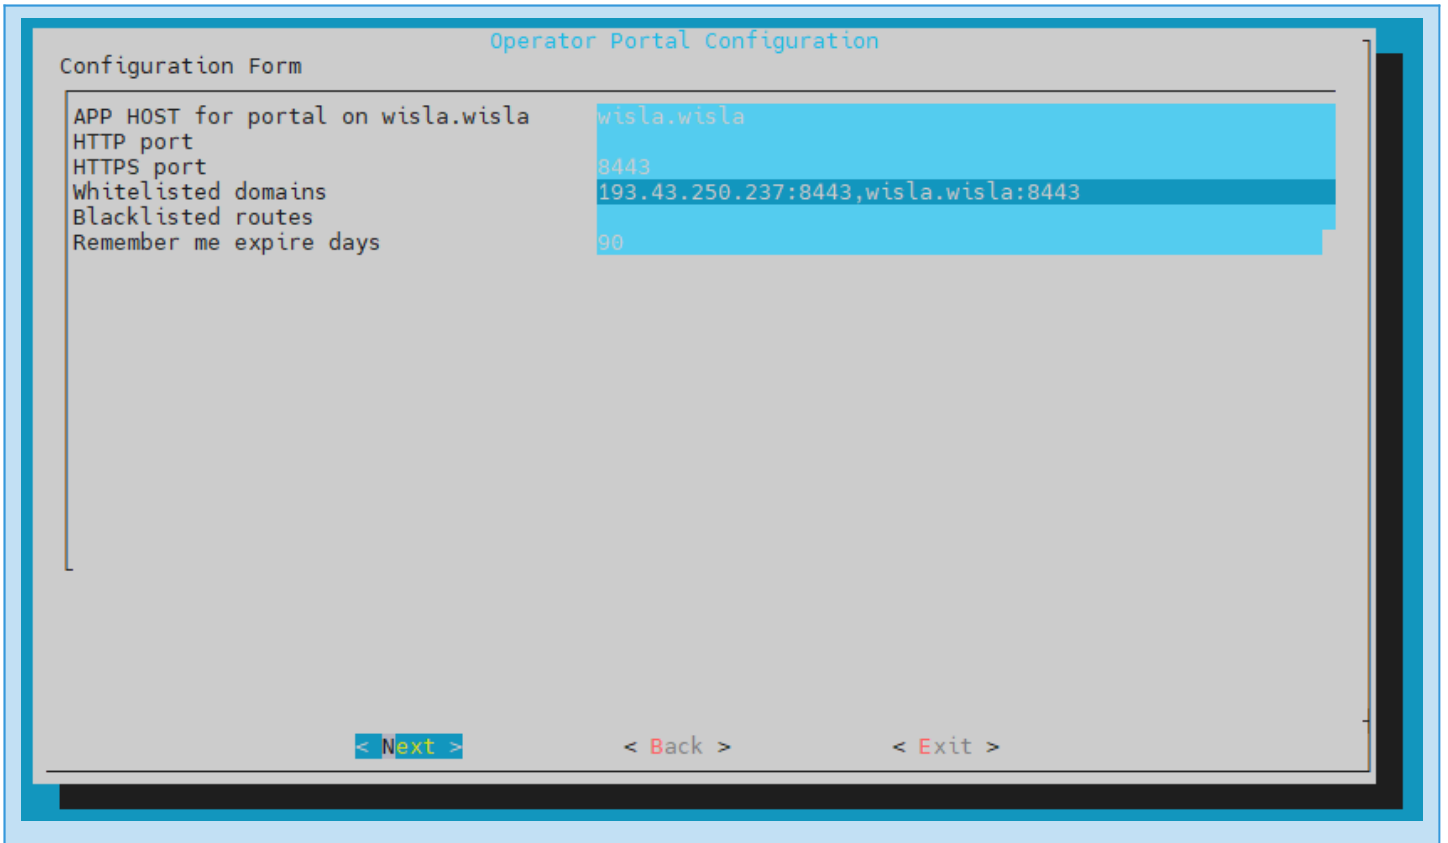 Operator Portal Configuration
Configuration Form
APP HOST for portal on wisla.wisla wisla.wisla
HTTP port
HTTPS port 8443
Whitelisted domains 193.43.250.237:8443,wisla.wisla:8443
Blacklisted routes
Remember me expire days 90
< Next > < Back > < Exit >